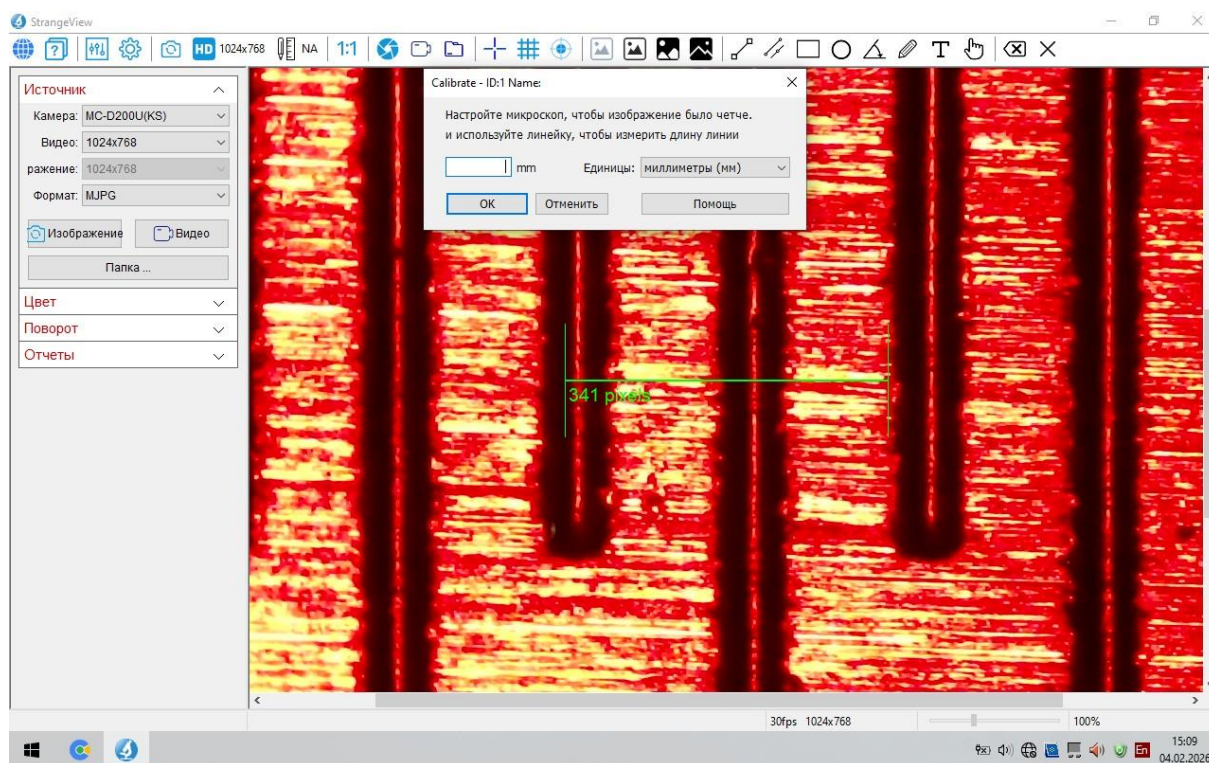 StrangeView
HD 1024x768 NA 1:1 T
Источник
Камера: MC-D200U(KS)
Видео: 1024x768
ражение: 1024x768
Формат: MJPG
Изображение Видео
Папка ...
Цвет
Поворот
Отчеты
Calibrate - ID:1 Name:
Настройте микроскоп, чтобы изображение было четче.
и используйте линейку, чтобы измерить длину линии
mm Единицы: миллиметры (мм)
OK Отменить Помощь
341 pixels
30fps 1024x768 100%
En 15:09
04.02.2026